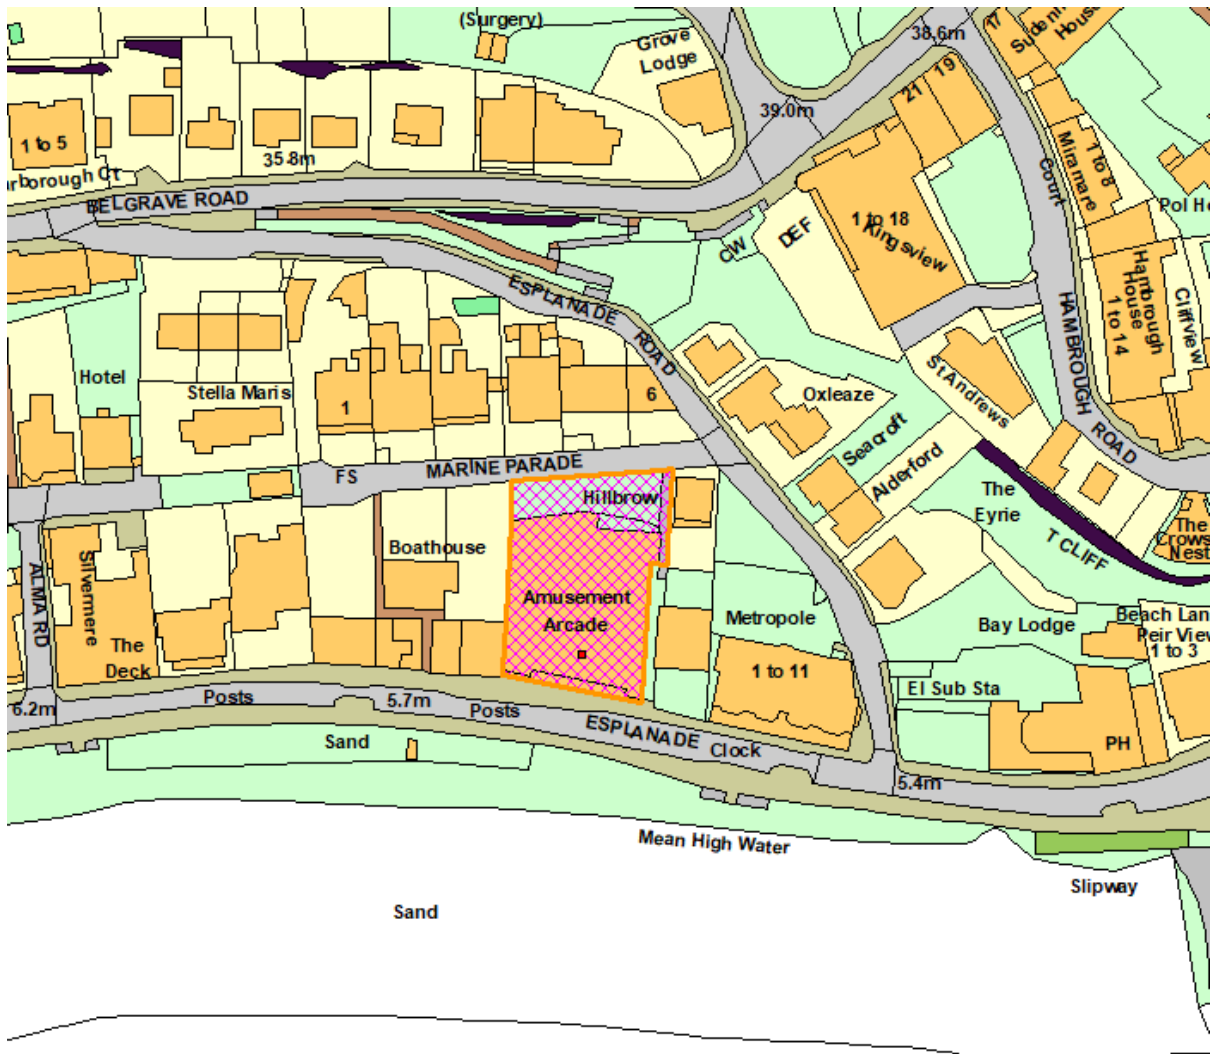 (Surgery)
Grove
Lodge
38.6m
17
Sydenh
House
19
21
39.0m
1 to 5
rborough Ct
35.8m
BELGRAVE ROAD
Court
Miramare
1 to 8
Pol Ho
CW
DEF
1 to 18
Kingsview
ESPLANADE
ROAD
Hambrough
House
1 to 14
Cliffview
HAMBROUGH
ROAD
Hotel
Stella Maris
1
6
Oxleaze
St Andrews
Seacroft
Alderford
MARINE PARADE
FS
Hillbrow
The
Eyrie
T CLIFF
The
Crows
Nest
Boathouse
Silvermere
ALMA RD
The
Deck
Amusement
Arcade
Metropole
1 to 11
Bay Lodge
Beach Lan
Peir View
1 to 3
El Sub Sta
PH
6.2m
Posts
5.7m
Posts
ESPLANADE
Clock
5.4m
Sand
Mean High Water
Slipway
Sand